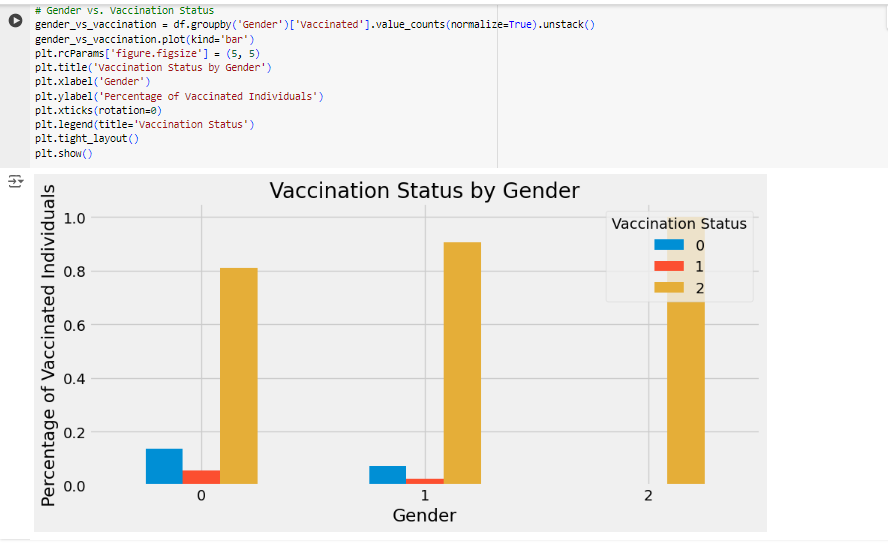 # Gender vs. Vaccination Status
gender_vs_vaccination = df.groupby('Gender')['Vaccinated'].value_counts(normalize=True).unstack()
gender_vs_vaccination.plot(kind='bar')
plt.rcParams['figure.figsize'] = (5, 5)
plt.title('Vaccination Status by Gender')
plt.xlabel('Gender')
plt.ylabel('Percentage of Vaccinated Individuals')
plt.xticks(rotation=0)
plt.legend(title='Vaccination Status')
plt.tight_layout()
plt.show()
Vaccination Status by Gender
Percentage of Vaccinated Individuals
1.0
0.8
0.6
0.4
0.2
0.0
Vaccination Status
0
1
2
0
1
2
Gender